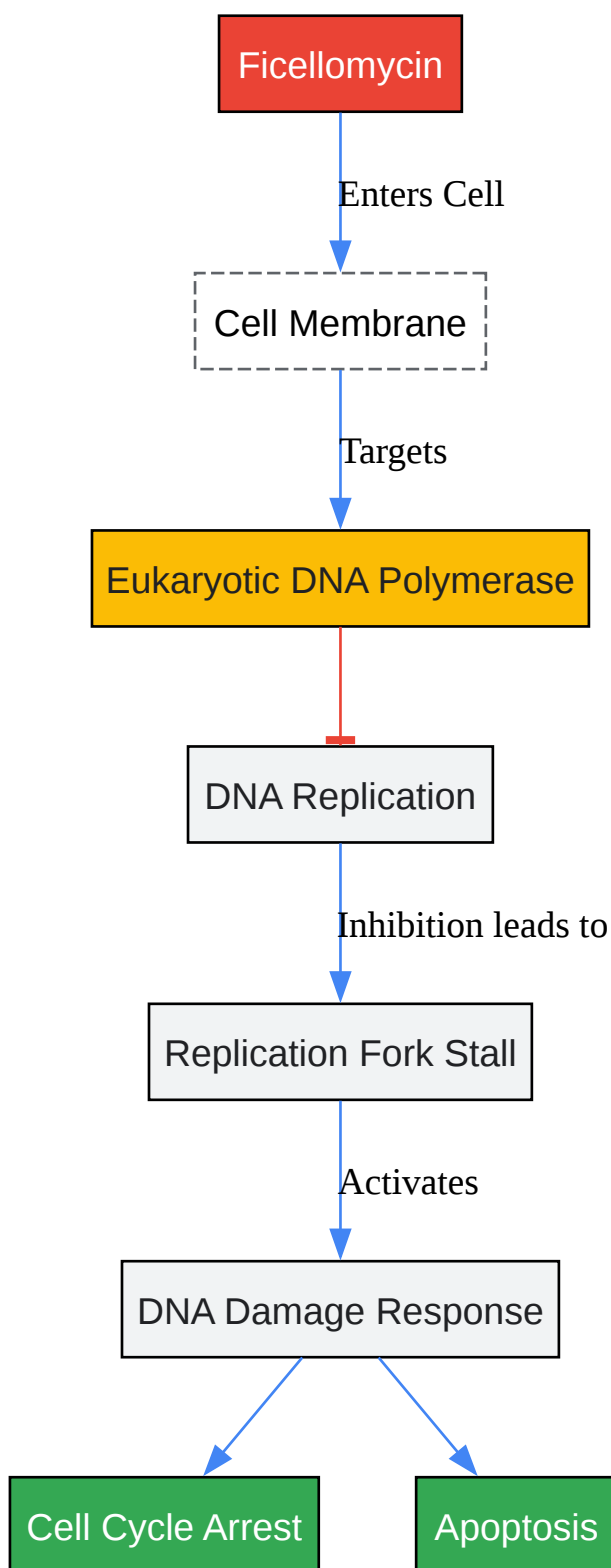 Ficellomycin
Enters Cell
Cell Membrane
Targets
Eukaryotic DNA Polymerase
DNA Replication
Inhibition leads to
Replication Fork Stall
Activates
DNA Damage Response
Cell Cycle Arrest
Apoptosis